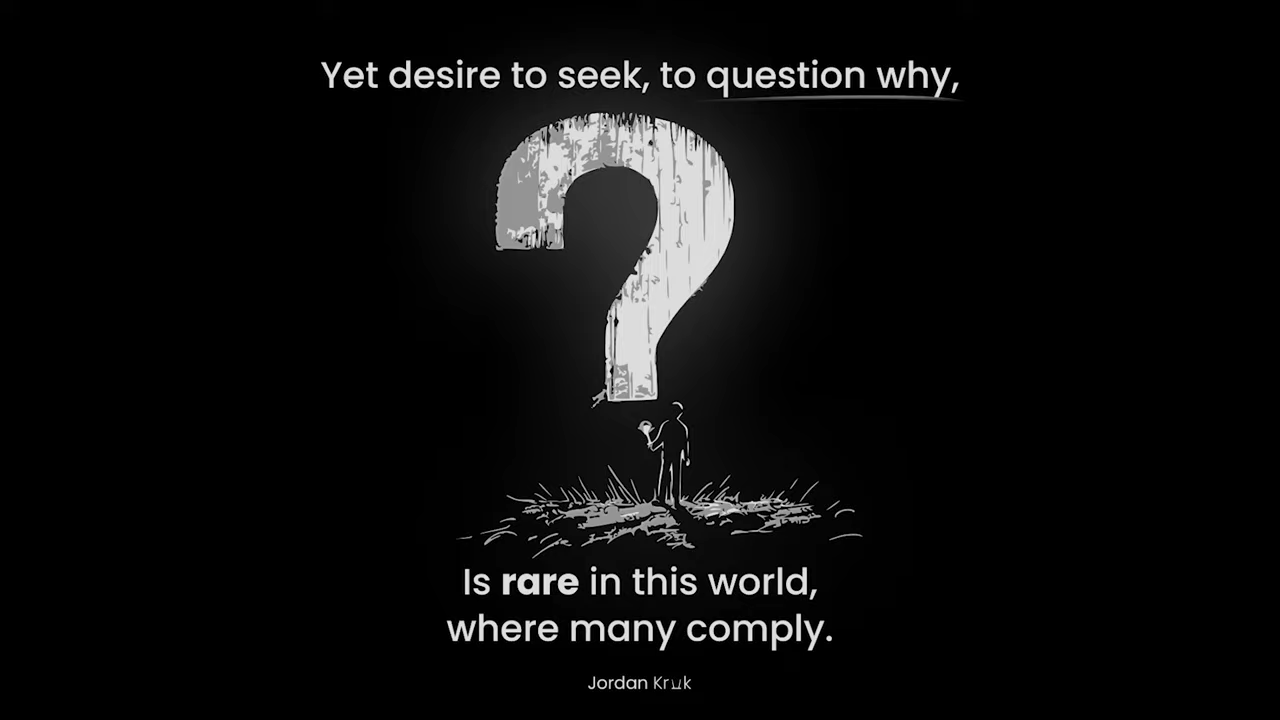 Yet desire to seek, to question why,
Is rare in this world,
where many comply.
Jordan